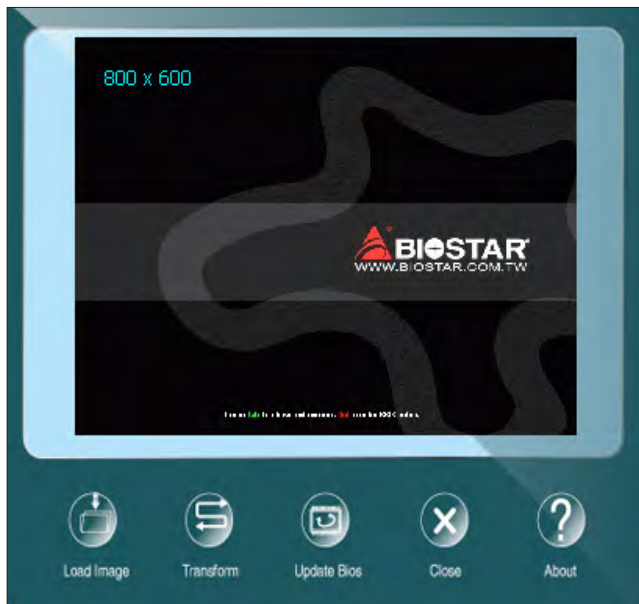 800 x 600
BIOSTAR
WWW.BIOSTAR.COM.TW
Load Image
Transform
Update Bios
Close
About